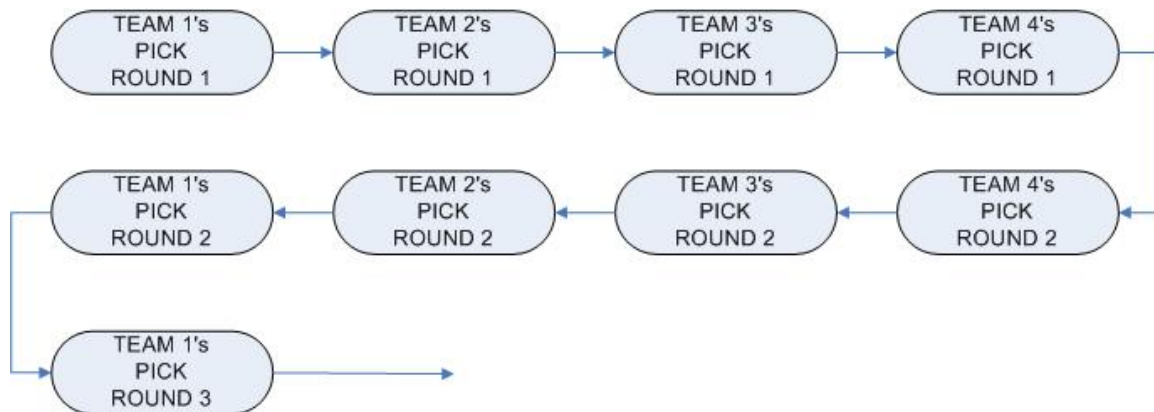 TEAM 1's
PICK
ROUND 1
TEAM 2's
PICK
ROUND 1
TEAM 3's
PICK
ROUND 1
TEAM 4's
PICK
ROUND 1
TEAM 1's
PICK
ROUND 2
TEAM 2's
PICK
ROUND 2
TEAM 3's
PICK
ROUND 2
TEAM 4's
PICK
ROUND 2
TEAM 1's
PICK
ROUND 3